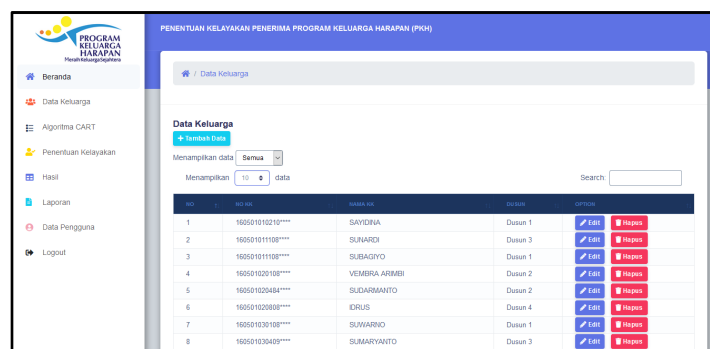 PROGRAM
KELUARGA
HARAPAN
Meraih Keluarga Sejahtera
PENENTUAN KELAYAKAN PENERIMA PROGRAM KELUARGA HARAPAN (PKH)
Beranda
Data Keluarga
Algoritma CART
Penentuan Kelayakan
Hasil
Laporan
Data Pengguna
Logout
/ Data Keluarga
Data Keluarga
+ Tambah Data
Menampilkan data Semua
Menampilkan 10 data Search:
NO NO KK NAMA KK DUSUN OPTION
1 160501010210**** SAYIDINA Dusun 1 Edit Hapus
2 160501011108**** SUNARDI Dusun 3 Edit Hapus
3 160501011108**** SUBAGIYO Dusun 1 Edit Hapus
4 160501020108**** VEMBRA ARIMBI Dusun 2 Edit Hapus
5 160501020484**** SUDARMANTO Dusun 2 Edit Hapus
6 160501020808**** IDRUS Dusun 4 Edit Hapus
7 160501030108**** SUWARNO Dusun 1 Edit Hapus
8 160501030409**** SUMARYANTO Dusun 3 Edit Hapus